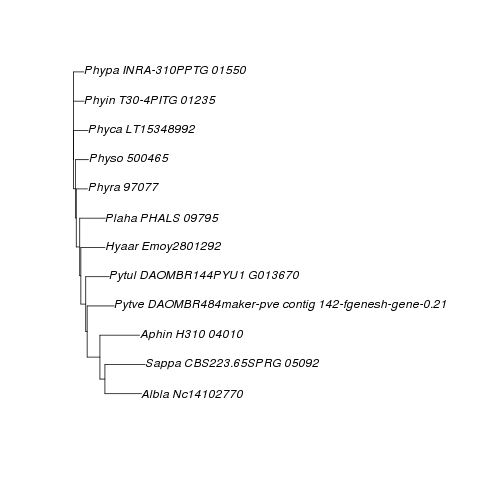 Phypa INRA-310PPTG 01550
Phyin T30-4PITG 01235
Phyca LT15348992
Physo 500465
Phyra 97077
Plaha PHALS 09795
Hyaar Emoy2801292
Pytul DAOMBR144PYU1 G013670
Pytve DAOMBR484maker-pve contig 142-fgenesh-gene-0.21
Aphin H310 04010
Sappa CBS223.65SPRG 05092
Albla Nc14102770